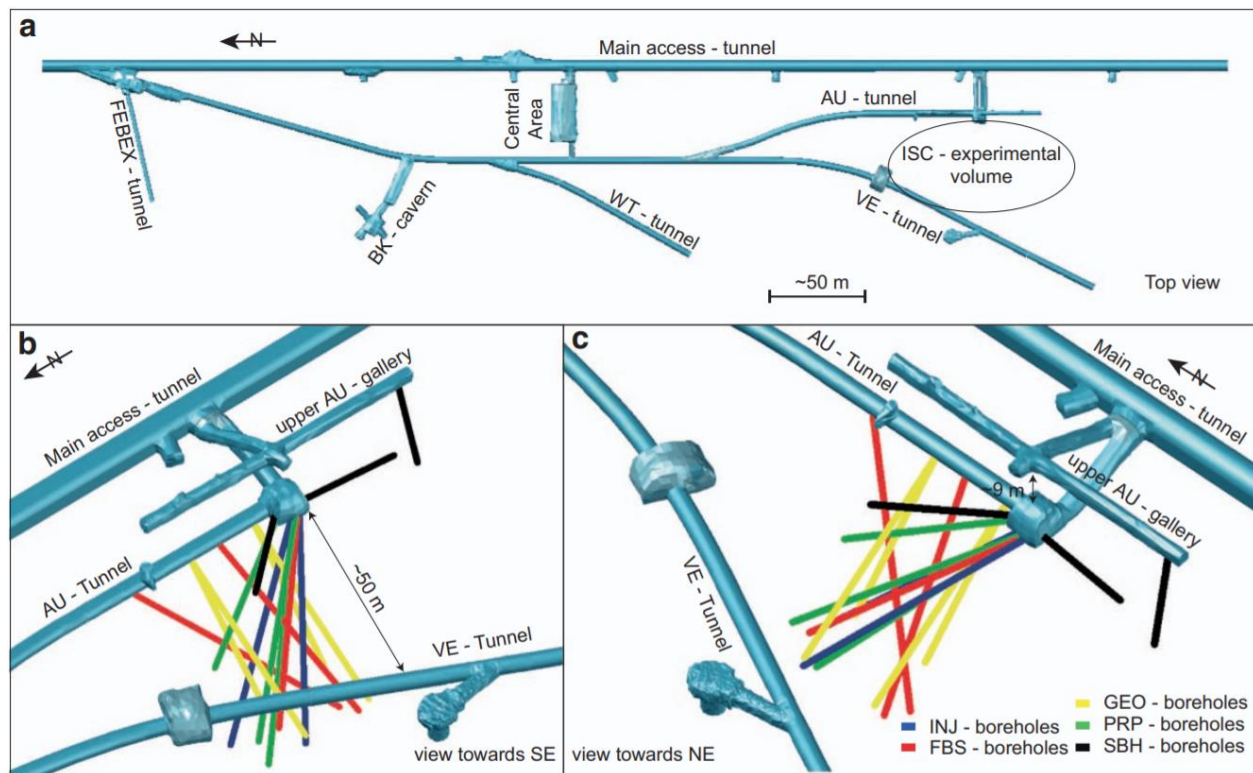 a
N
Main access - tunnel
FEBEX - tunnel
Central
Area
AU - tunnel
ISC - experimental
volume
BK - cavern
WT - tunnel
VE - tunnel
~50 m
Top view
b
N
Main access - tunnel
upper AU - gallery
AU - Tunnel
~50 m
VE - Tunnel
view towards SE
c
AU - Tunnel
N
Main access - tunnel
~9 m
upper AU - gallery
VE - Tunnel
view towards NE
GEO - boreholes
INJ - boreholes
PRP - boreholes
FBS - boreholes
SBH - boreholes